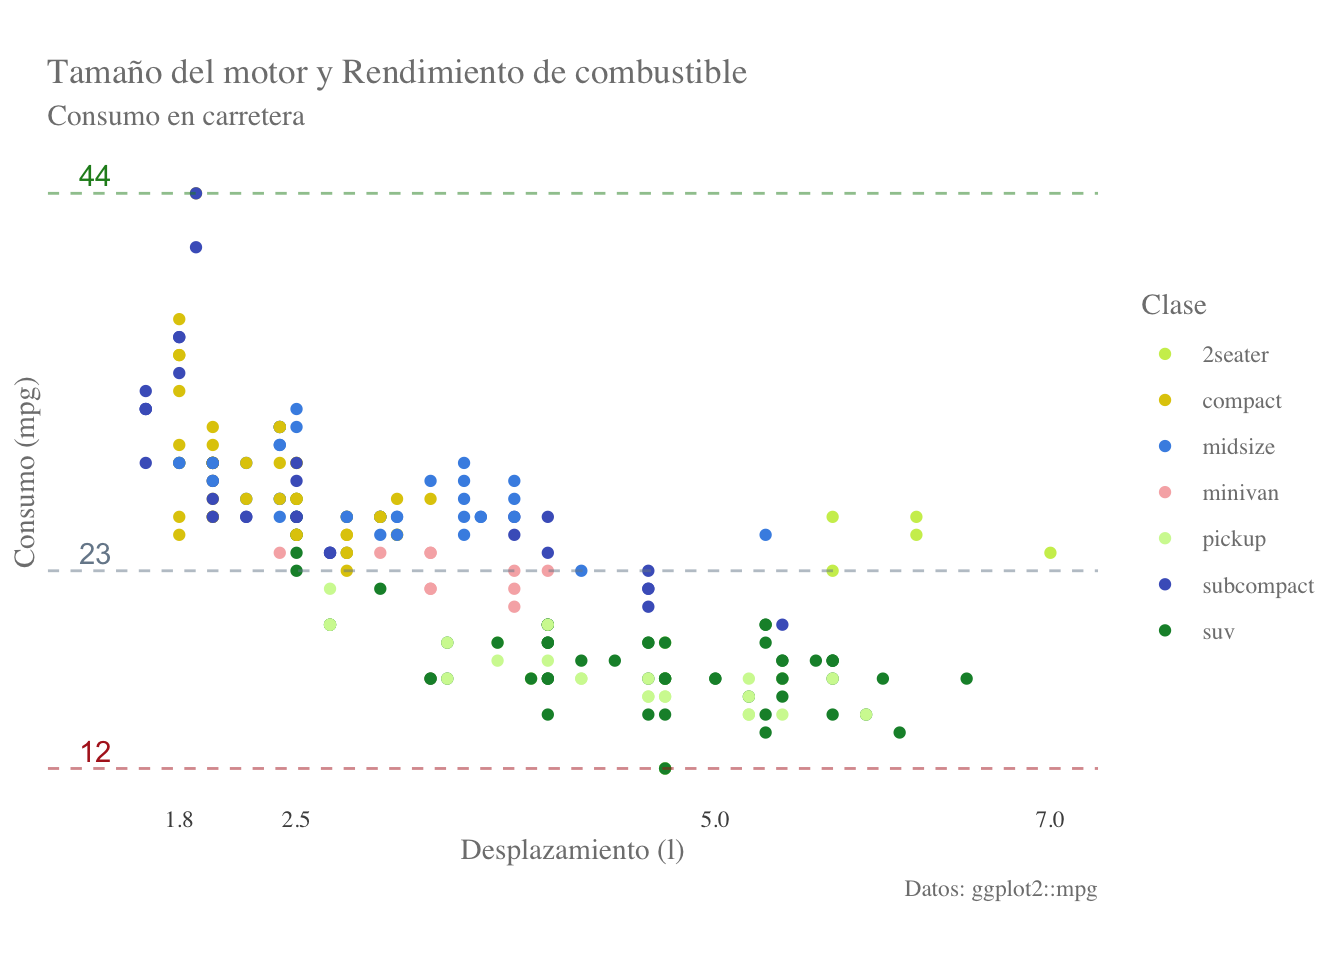 Tamaño del motor y Rendimiento de combustible
Consumo en carretera
44
23
12
Consumo (mpg)
1.8 2.5 5.0 7.0
Desplazamiento (l)
Clase
2seater
compact
midsize
minivan
pickup
subcompact
suv
Datos: ggplot2::mpg